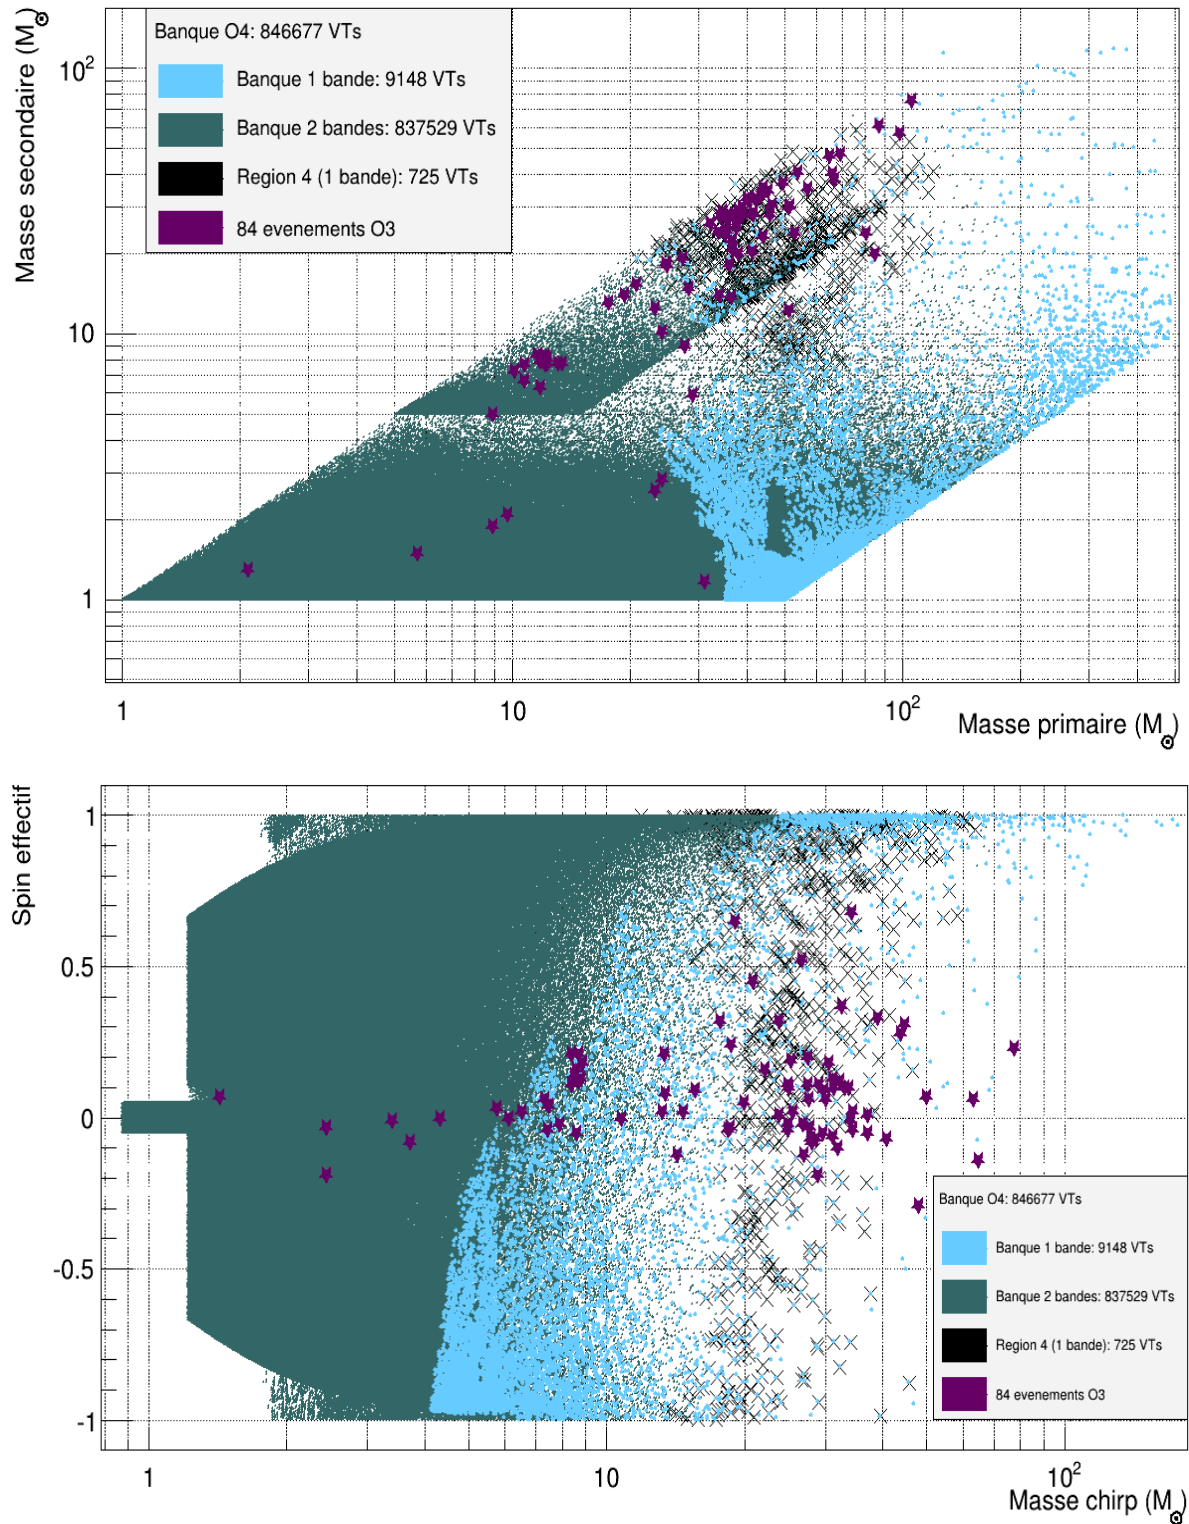 Masse secondaire (M⊙)
Banque O4: 846677 VTs
Banque 1 bande: 9148 VTs
Banque 2 bandes: 837529 VTs
Region 4 (1 bande): 725 VTs
84 evenements O3
10²
10
1
1 10 10²
Masse primaire (M⊙)
Spin effectif
1
0.5
0
-0.5
-1
Banque O4: 846677 VTs
Banque 1 bande: 9148 VTs
Banque 2 bandes: 837529 VTs
Region 4 (1 bande): 725 VTs
84 evenements O3
1 10 10²
Masse chirp (M⊙)